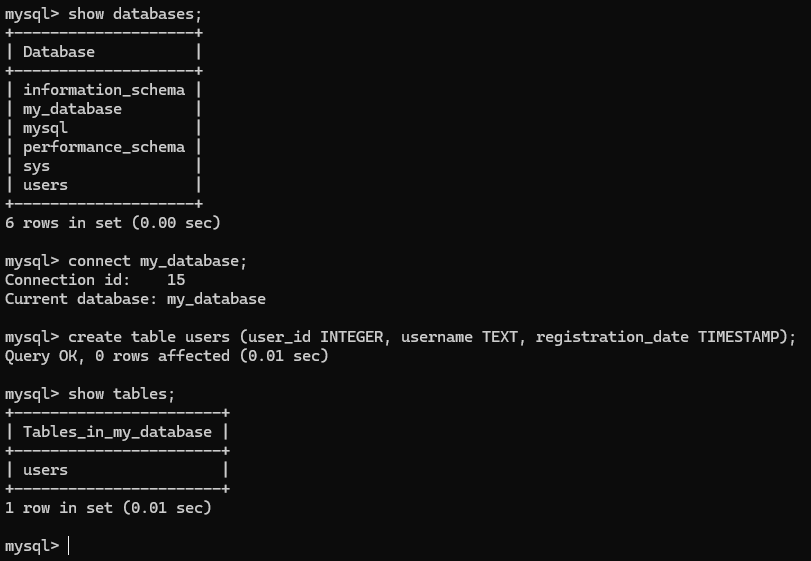 mysql> show databases;
+--------------------+
| Database           |
+--------------------+
| information_schema |
| my_database        |
| mysql              |
| performance_schema |
| sys                |
| users              |
+--------------------+
6 rows in set (0.00 sec)
mysql> connect my_database;
Connection id:    15
Current database: my_database
mysql> create table users (user_id INTEGER, username TEXT, registration_date TIMESTAMP);
Query OK, 0 rows affected (0.01 sec)
mysql> show tables;
+-----------------------+
| Tables_in_my_database |
+-----------------------+
| users                 |
+-----------------------+
1 row in set (0.01 sec)
mysql>